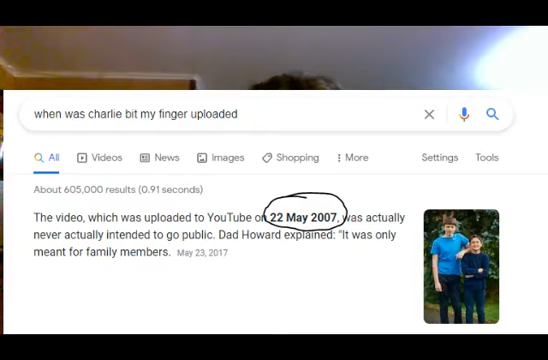 when was charlie bit my finger uploaded
All Videos News Images Shopping More Settings Tools
About 605,000 results (0.91 seconds)
The video, which was uploaded to YouTube on 22 May 2007, was actually
never actually intended to go public. Dad Howard explained: "It was only
meant for family members. May 23, 2017